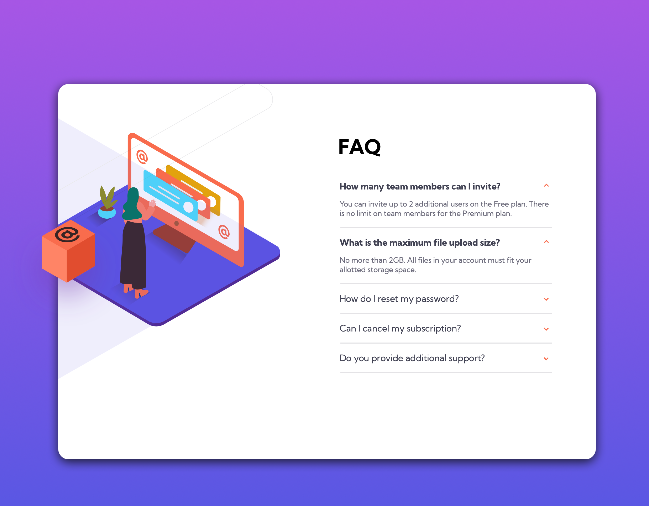 FAQ
How many team members can I invite?
You can invite up to 2 additional users on the Free plan. There
is no limit on team members for the Premium plan.
What is the maximum file upload size?
No more than 2GB. All files in your account must fit your
allotted storage space.
How do I reset my password?
Can I cancel my subscription?
Do you provide additional support?
@
@
@